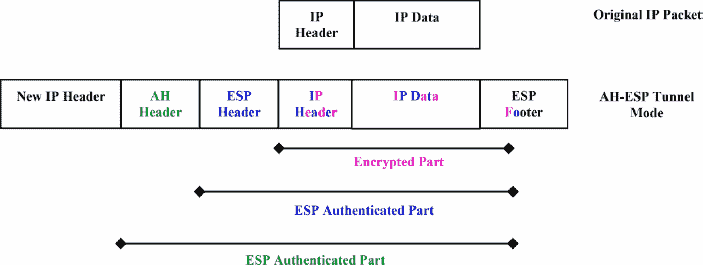 IP Header
IP Data
Original IP Packet
New IP Header
AH Header
ESP Header
IP Header
IP Data
ESP Footer
AH-ESP Tunnel Mode
Encrypted Part
ESP Authenticated Part
ESP Authenticated Part